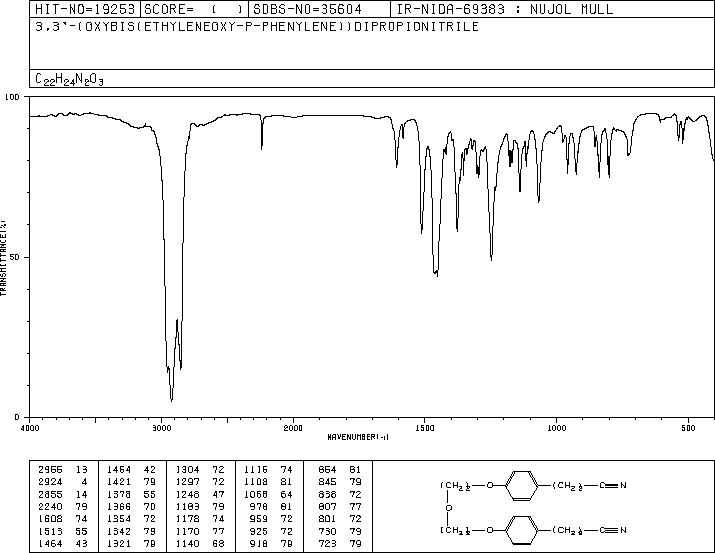 HIT-NO=19253 SCORE= ( ) SDBS-NO=35604 IR-NIDA-69383 : NUJOL MULL
3,3'-(OXYBIS(ETHYLENEOXY-P-PHENYLENE))DIPROPIONITRILE
C22H24N2O3
100
TRANSMITTANCE(%)
50
0
4000 3000 2000 1500 1000 500
WAVENUMBER(-1)
2955 13 1454 42 1304 72 1116 74 854 81
2924 4 1421 79 1297 72 1108 81 845 79
2855 14 1378 55 1248 47 1068 64 838 72
2240 79 1366 70 1183 79 978 81 807 77
1608 74 1354 72 1178 74 959 72 801 72
1513 55 1342 79 1170 77 925 72 730 79
1464 43 1321 79 1140 68 918 79 723 79
(CH2)2 O (CH2)2 C≡N
O
(CH2)2 O (CH2)2 C≡N